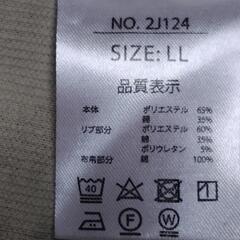 NO. 2J124
SIZE: LL
品質表示
本体 ポリエステル 65%
綿 35%
リブ部分 ポリエステル 60%
綿 35%
ポリウレタン 5%
布帛部分 綿 100%
40
F W